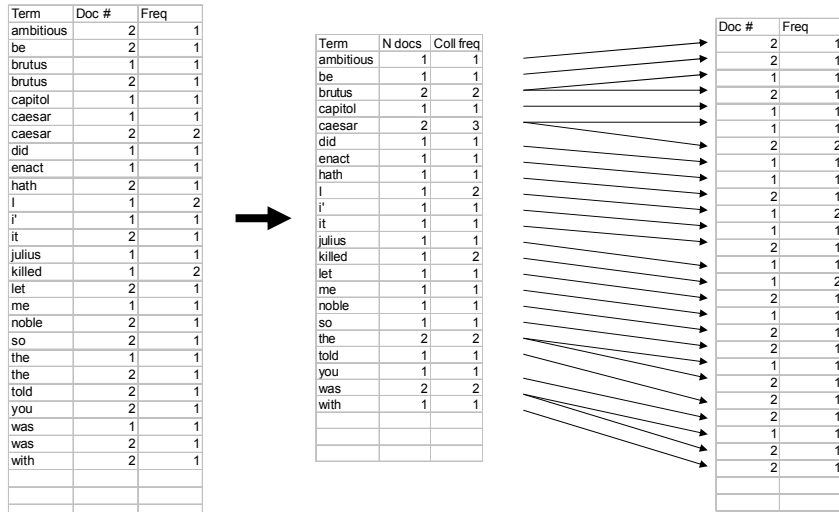 Term Doc # Freq
ambitious 2 1
be 2 1
brutus 1 1
brutus 2 1
capitol 1 1
caesar 1 1
caesar 2 2
did 1 1
enact 1 1
hath 2 1
I 1 2
i' 1 1
it 2 1
julius 1 1
killed 1 2
let 2 1
me 1 1
noble 2 1
so 2 1
the 1 1
the 2 1
told 2 1
you 2 1
was 1 1
was 2 1
with 2 1
Term N docs Coll freq
ambitious 1 1
be 1 1
brutus 2 2
capitol 1 1
caesar 2 3
did 1 1
enact 1 1
hath 1 1
I 1 2
i' 1 1
it 1 1
julius 1 1
killed 1 2
let 1 1
me 1 1
noble 1 1
so 1 1
the 2 2
told 1 1
you 1 1
was 2 2
with 1 1
Doc # Freq
2 1
2 1
1 1
2 1
1 1
1 1
2 2
1 1
1 1
2 1
1 2
1 1
2 1
1 1
1 2
2 1
1 1
2 1
2 1
1 1
2 1
2 1
2 1
1 1
2 1
2 1